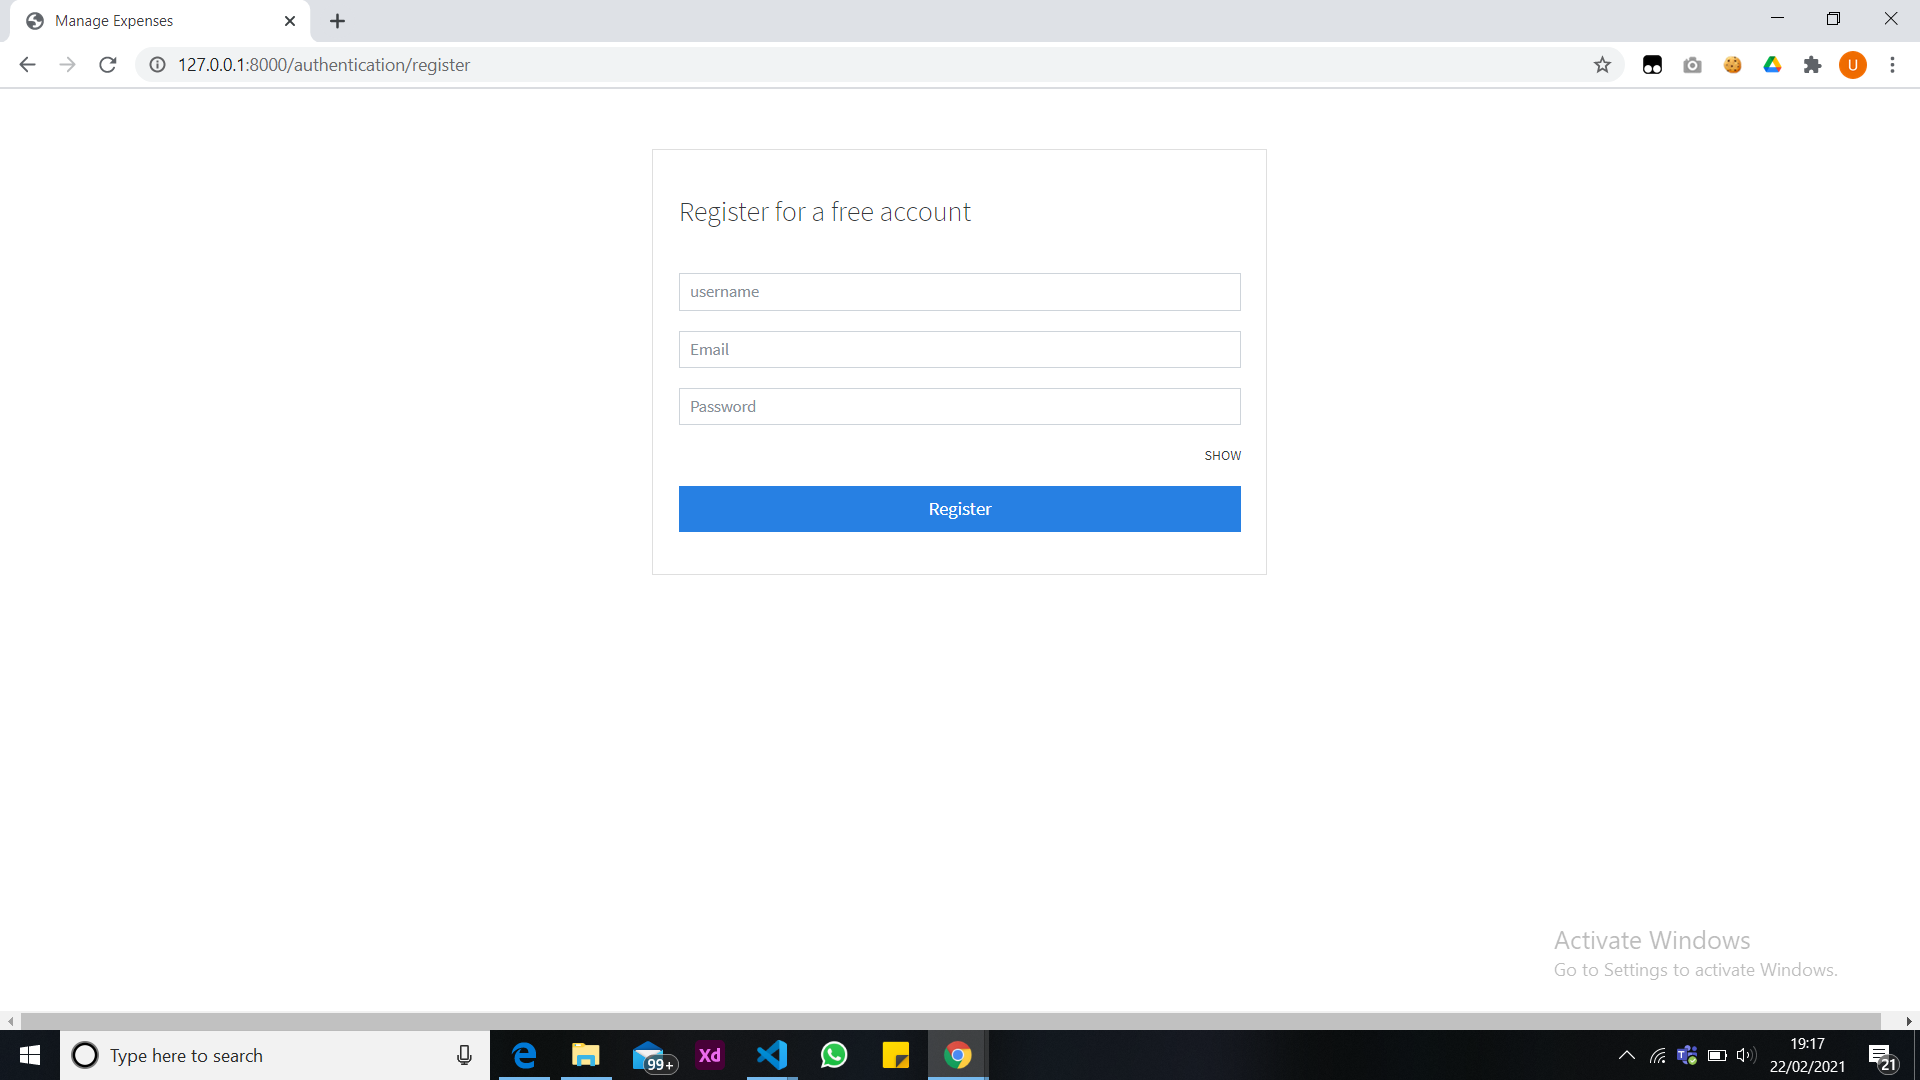 Manage Expenses
127.0.0.1:8000/authentication/register
U
Register for a free account
username
Email
Password
SHOW
Register
Activate Windows
Go to Settings to activate Windows.
Type here to search
99+
Xd
19:17
22/02/2021
21